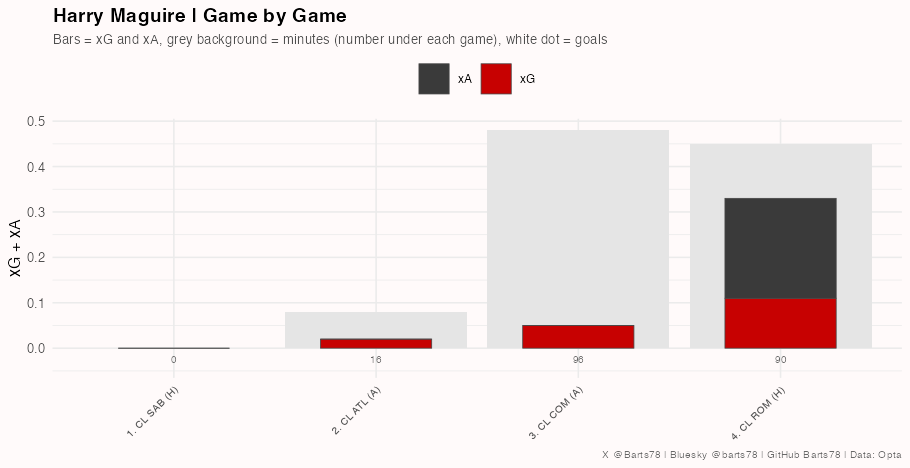 Harry Maguire | Game by Game
Bars = xG and xA, grey background = minutes (number under each game), white dot = goals
xA
xG
xG + xA
0.5
0.4
0.3
0.2
0.1
0.0
0
16
96
90
1. CL SAB (H)
2. CL ATL (A)
3. CL COM (A)
4. CL ROM (H)
X @Barts78 | Bluesky @barts78 | GitHub Barts78 | Data: Opta